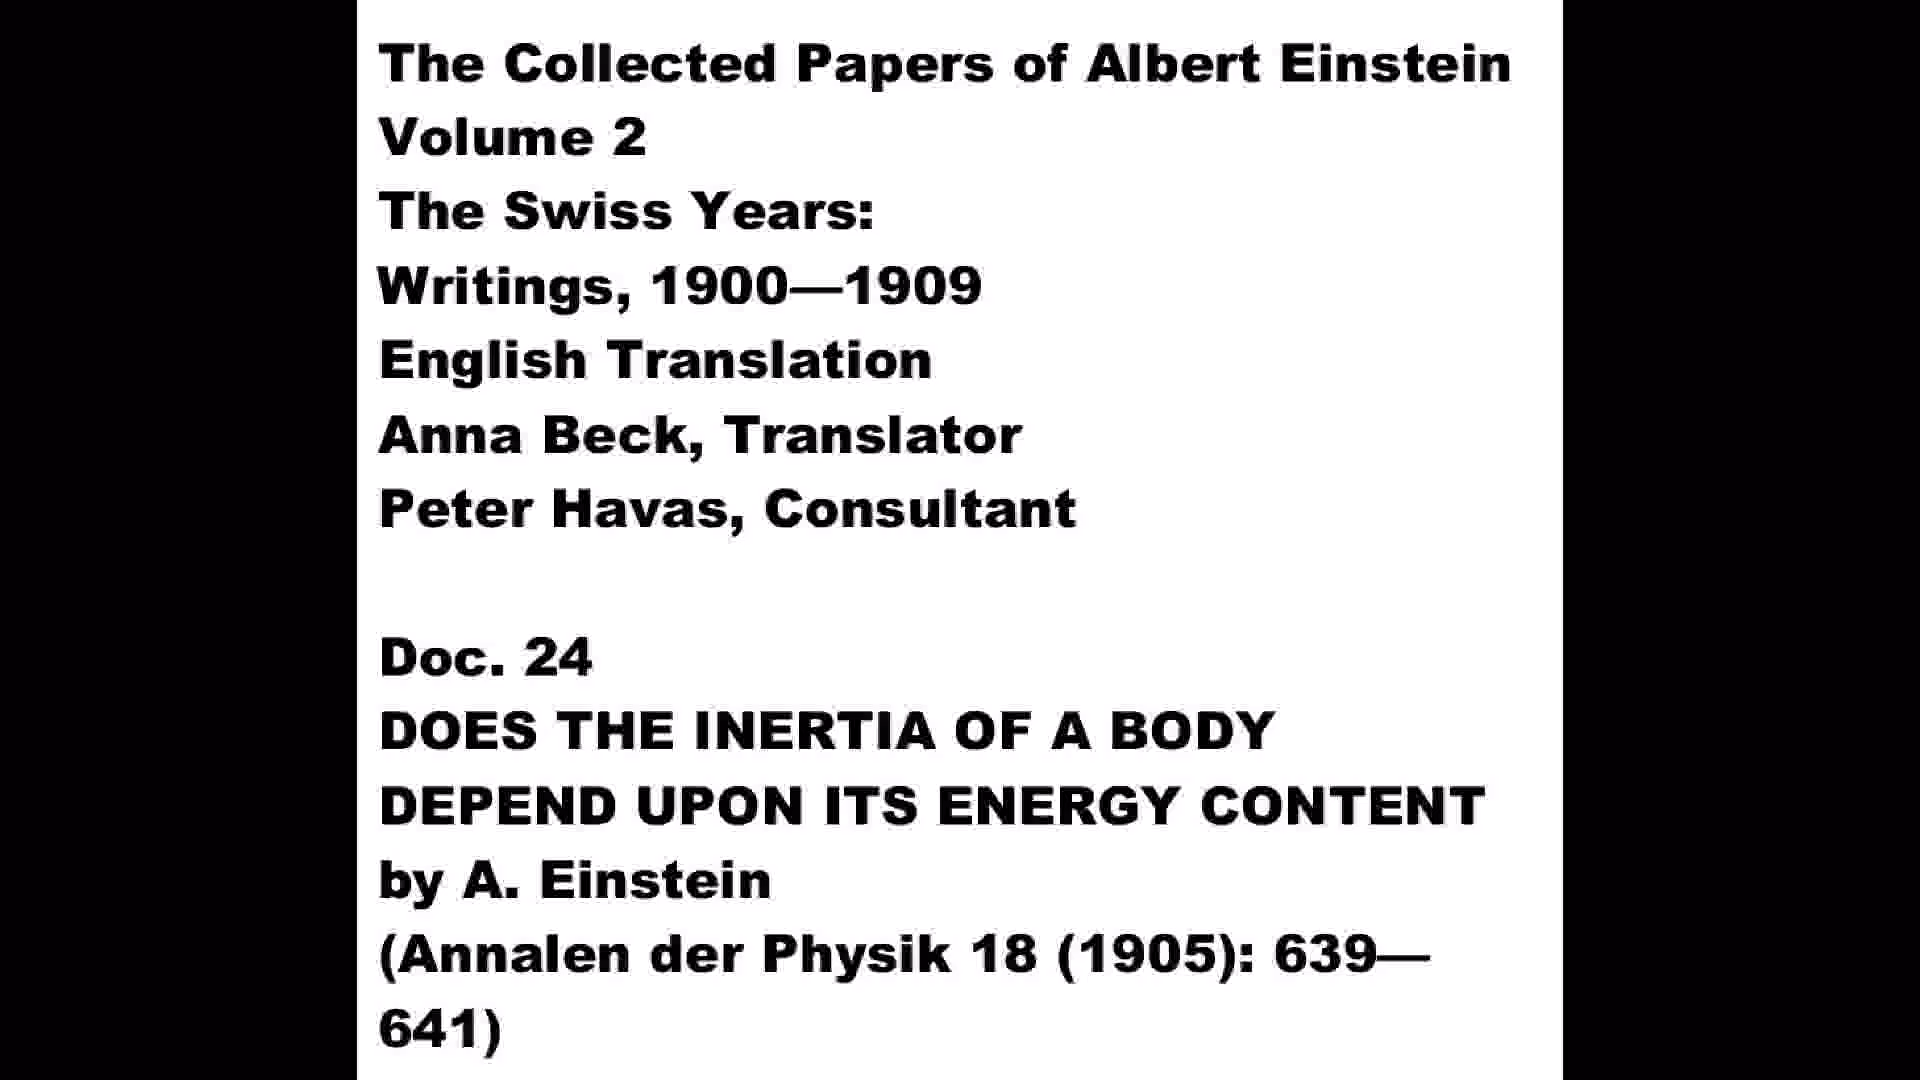 The Collected Papers of Albert Einstein
Volume 2
The Swiss Years:
Writings, 1900—1909
English Translation
Anna Beck, Translator
Peter Havas, Consultant
Doc. 24
DOES THE INERTIA OF A BODY
DEPEND UPON ITS ENERGY CONTENT
by A. Einstein
(Annalen der Physik 18 (1905): 639—
641)